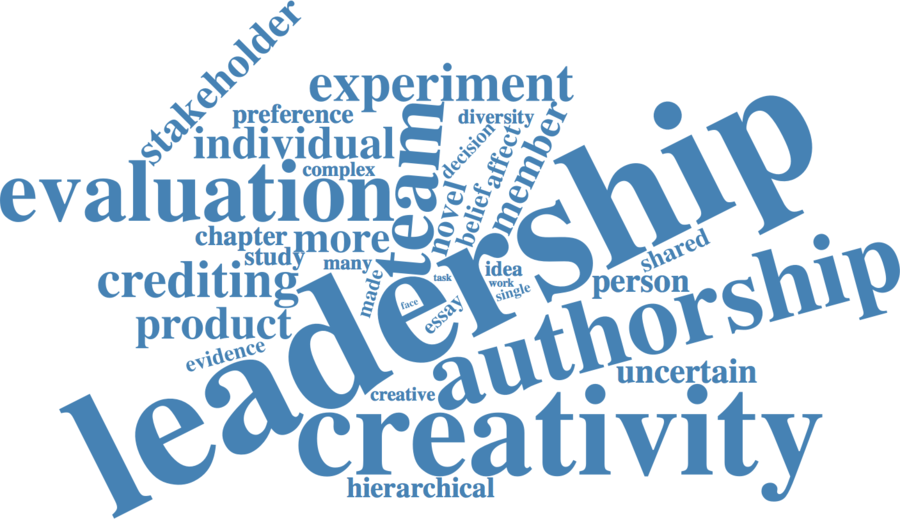 stakeholder
experiment
preference
diversity
individual
team
decision
affect
member
complex
evaluation
novel
belief
leadership
chapter
more
study
many
shared
crediting
made
task
idea
work
single
person
face
essay
authorship
product
evidence
uncertain
creative
creativity
hierarchical